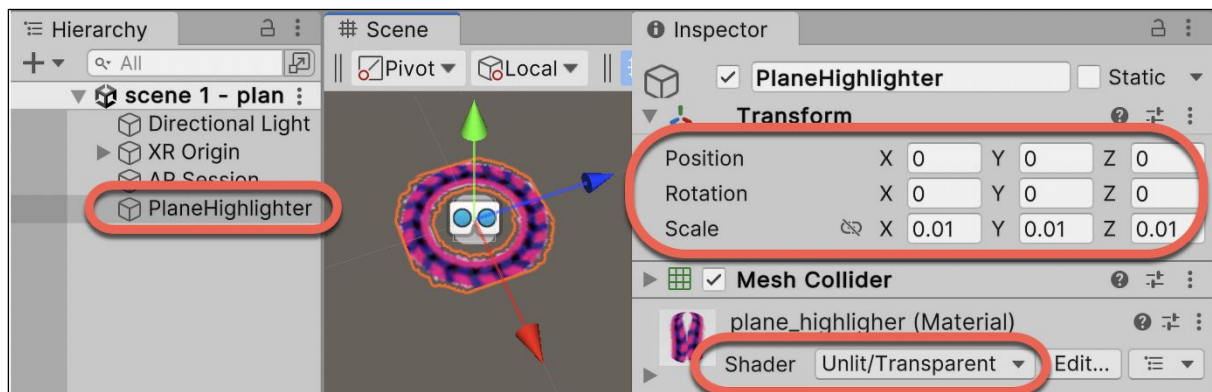 Hierarchy
All
scene 1 - plan
Directional Light
XR Origin
AR Session
PlaneHighlighter
Scene
Pivot
Local
Inspector
PlaneHighlighter
Static
Transform
Position X 0 Y 0 Z 0
Rotation X 0 Y 0 Z 0
Scale X 0.01 Y 0.01 Z 0.01
Mesh Collider
plane_highligher (Material)
Shader Unlit/Transparent Edit...